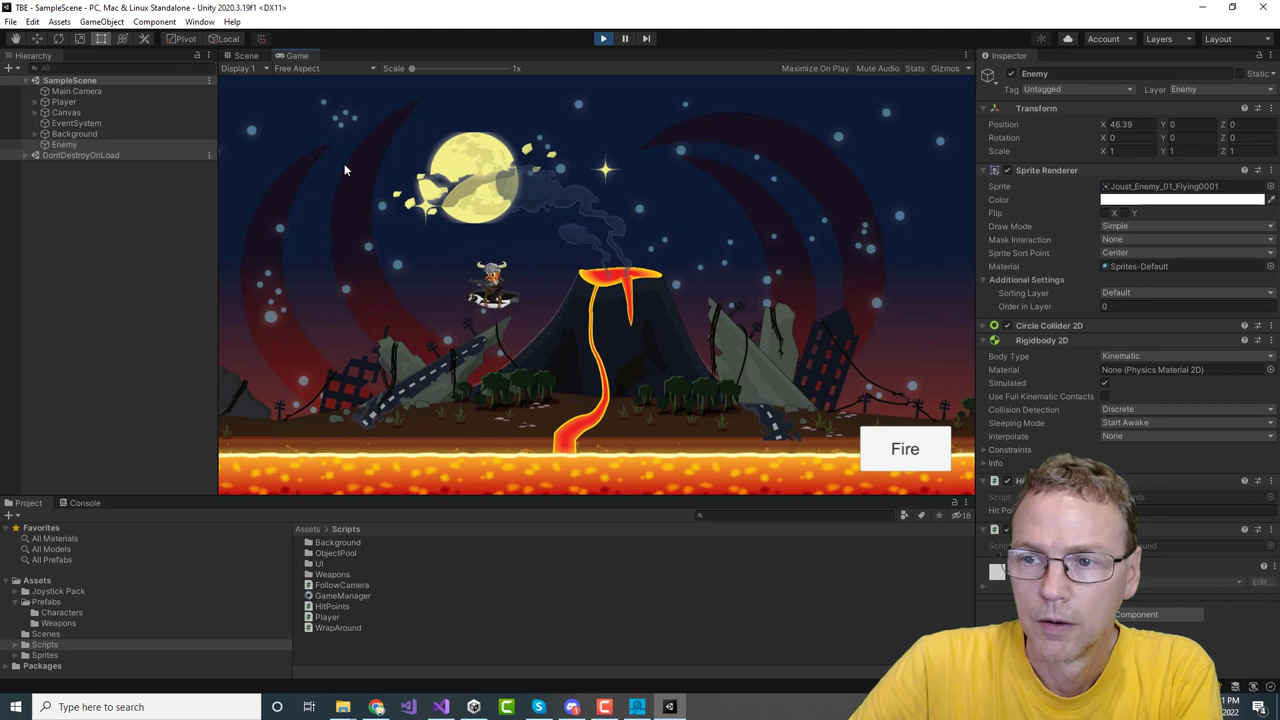 TBE - SampleScene - PC, Mac & Linux Standalone - Unity 2020.3.19f1 <DX11>
File Edit Assets GameObject Component Window Help
Pivot Local Account Layers Layout
Hierarchy Scene Game Inspector
All Display 1 Free Aspect Scale 1x Maximize On Play Mute Audio Stats Gizmos Enemy Static
SampleScene
Tag Untagged Layer Enemy
Main Camera
Player
Canvas
EventSystem
Background
Enemy
DontDestroyOnLoad
Transform
Position X 46.39 Y 0 Z 0
Rotation X 0 Y 0 Z 0
Scale X 1 Y 1 Z 1
Sprite Renderer
Sprite Joust_Enemy_01_Flying0001
Color
Flip X Y
Draw Mode Simple
Mask Interaction None
Sprite Sort Point Center
Material Sprites-Default
Additional Settings
Sorting Layer Default
Order in Layer 0
Circle Collider 2D
Rigidbody 2D
Body Type Kinematic
Material None (Physics Material 2D)
Simulated
Use Full Kinematic Contacts
Collision Detection Discrete
Sleeping Mode Start Awake
Interpolate None
Constraints
Info
Fire
Project Console
18
Favorites
All Materials
All Models
All Prefabs
Assets
Joystick Pack
Prefabs
Characters
Weapons
Scenes
Scripts
Sprites
Packages
Assets > Scripts
Background
ObjectPool
UI
Weapons
FollowCamera
GameManager
HitPoints
Player
WrapAround
Edit...
Component
Type here to search